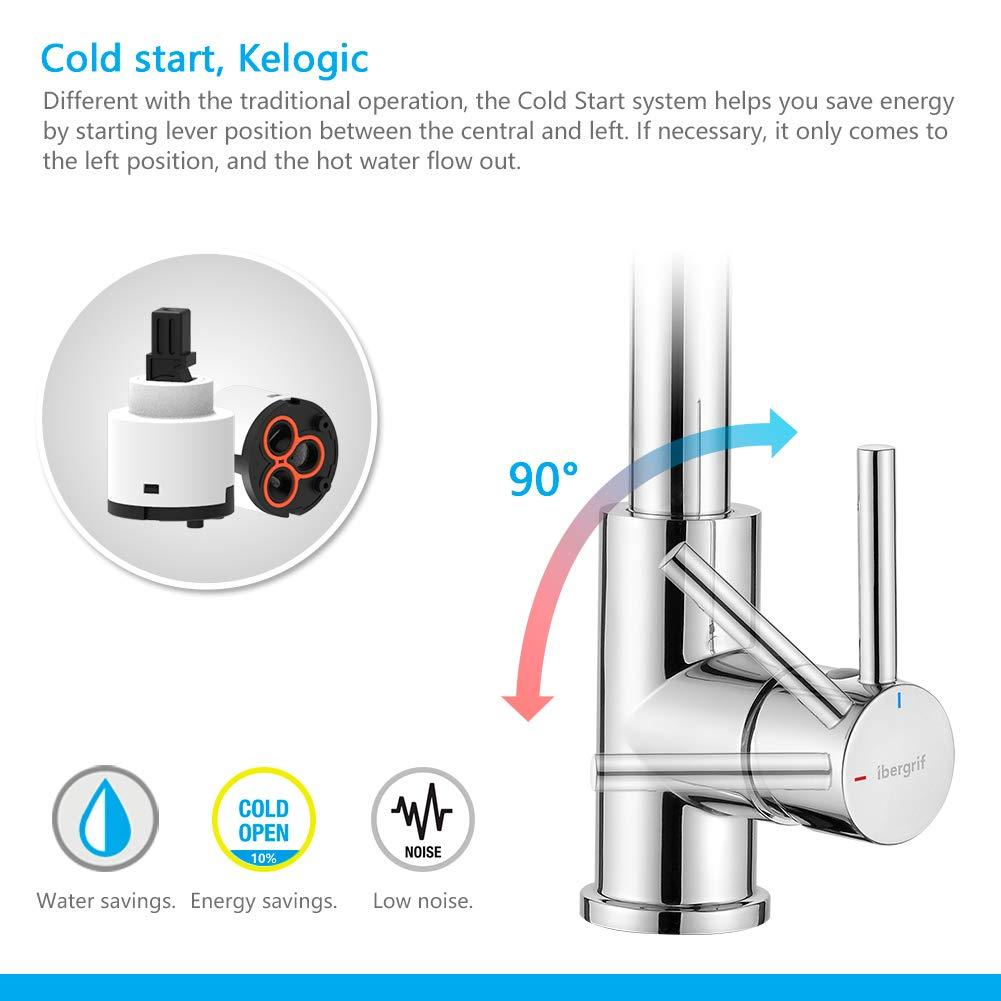 Cold start, Kelogic
Different with the traditional operation, the Cold Start system helps you save energy
by starting lever position between the central and left. If necessary, it only comes to
the left position, and the hot water flow out.
90°
íbergrif
COLD
OPEN
10%
NOISE
Water savings.
Energy savings.
Low noise.